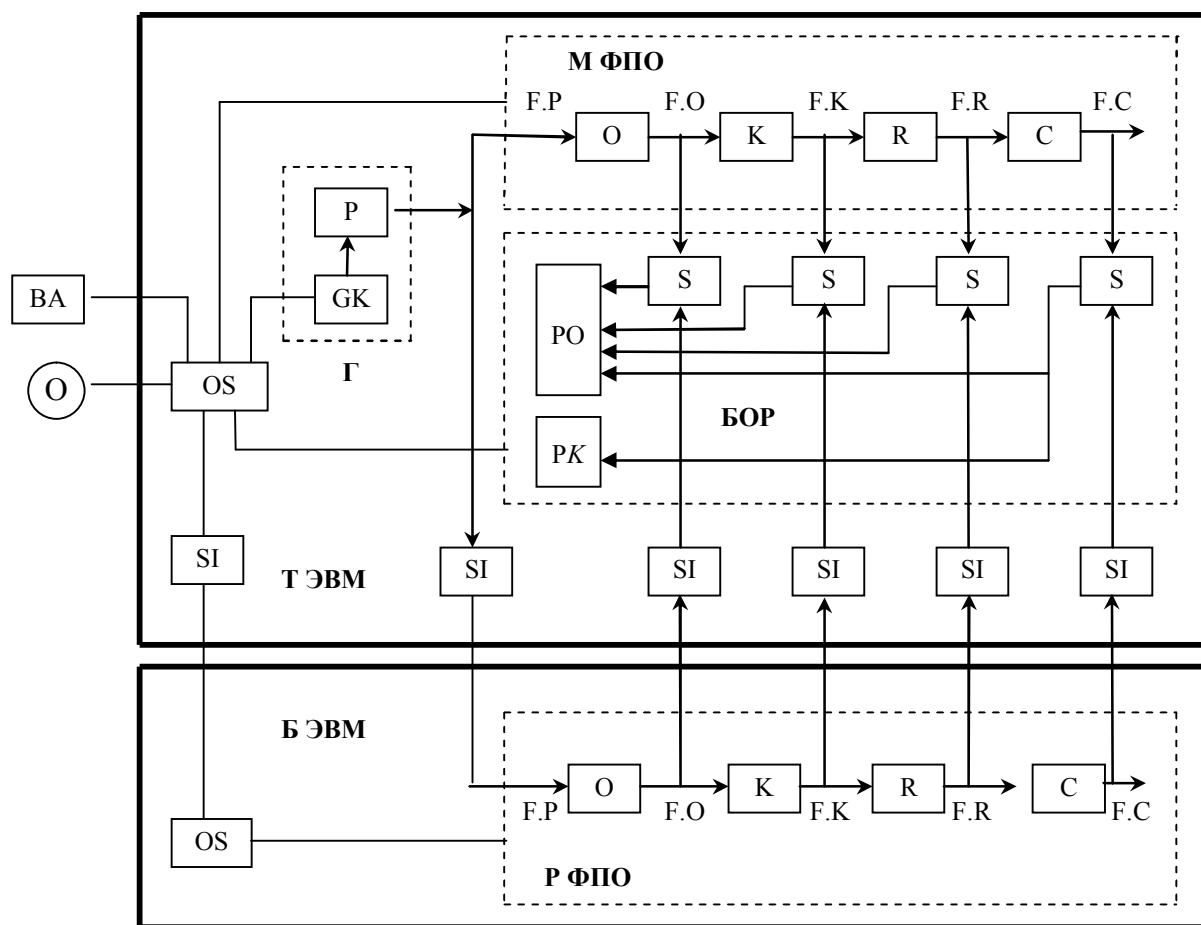 М ФПО
F.P F.O F.K F.R F.C
O K R C
P
GK
Г
S S S S
BA
PO
O
OS
БОР
PK
SI
Т ЭВМ
SI SI SI SI SI
Б ЭВМ
O K R C
F.P F.O F.K F.R F.C
OS
Р ФПО